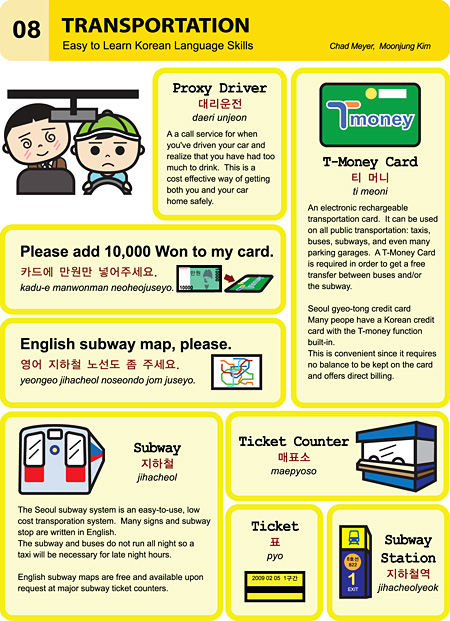 08
TRANSPORTATION
Easy to Learn Korean Language Skills
Chad Meyer, Moonjung Kim
Proxy Driver
대리운전
daeri unjeon
A a call service for when
you've driven your car and
realize that you have had too
much to drink. This is a
cost effective way of getting
both you and your car
home safely.
Tmoney
T-Money Card
티 머니
ti meoni
An electronic rechargeable
transportation card. It can be used
on all public transportation: taxis,
buses, subways, and even many
parking garages. A T-Money Card
is required in order to get a free
transfer between buses and/or
the subway.
Seoul gyeo-tong credit card
Many peope have a Korean credit
card with the T-money function
built-in.
This is convenient since it requires
no balance to be kept on the card
and offers direct billing.
Please add 10,000 Won to my card.
카드에 만원만 넣어주세요.
kadu-e manwonman neoheojuseyo.
10000
English subway map, please.
영어 지하철 노선도 좀 주세요.
yeongeo jihacheol noseondo jom juseyo.
Subway
지하철
jihacheol
The Seoul subway system is an easy-to-use, low
cost transporation system. Many signs and subway
stop are written in English.
The subway and buses do not run all night so a
taxi will be necessary for late night hours.
English subway maps are free and available upon
request at major subway ticket counters.
Ticket Counter
매표소
maepyoso
Ticket
표
pyo
2009 02 05 1구간
Subway
Station
지하철역
jihacheolyeok
6호선
B22
1
EXIT